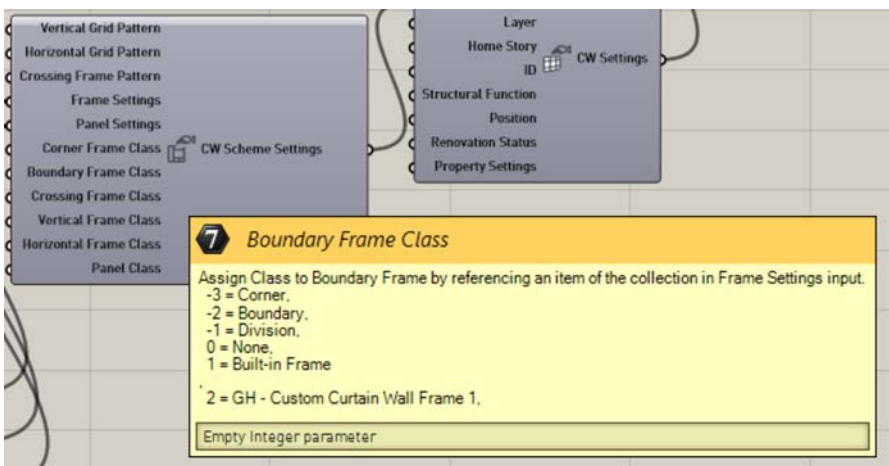 Vertical Grid Pattern
Horizontal Grid Pattern
Crossing Frame Pattern
Frame Settings
Panel Settings
Corner Frame Class
Boundary Frame Class
Crossing Frame Class
Vertical Frame Class
Horizontal Frame Class
Panel Class
CW Scheme Settings
Layer
Home Story
ID
Structural Function
Position
Renovation Status
Property Settings
CW Settings
7 Boundary Frame Class
Assign Class to Boundary Frame by referencing an item of the collection in Frame Settings input.
-3 = Corner,
-2 = Boundary,
-1 = Division,
0 = None,
1 = Built-in Frame
,
2 = GH - Custom Curtain Wall Frame 1,
Empty Integer parameter